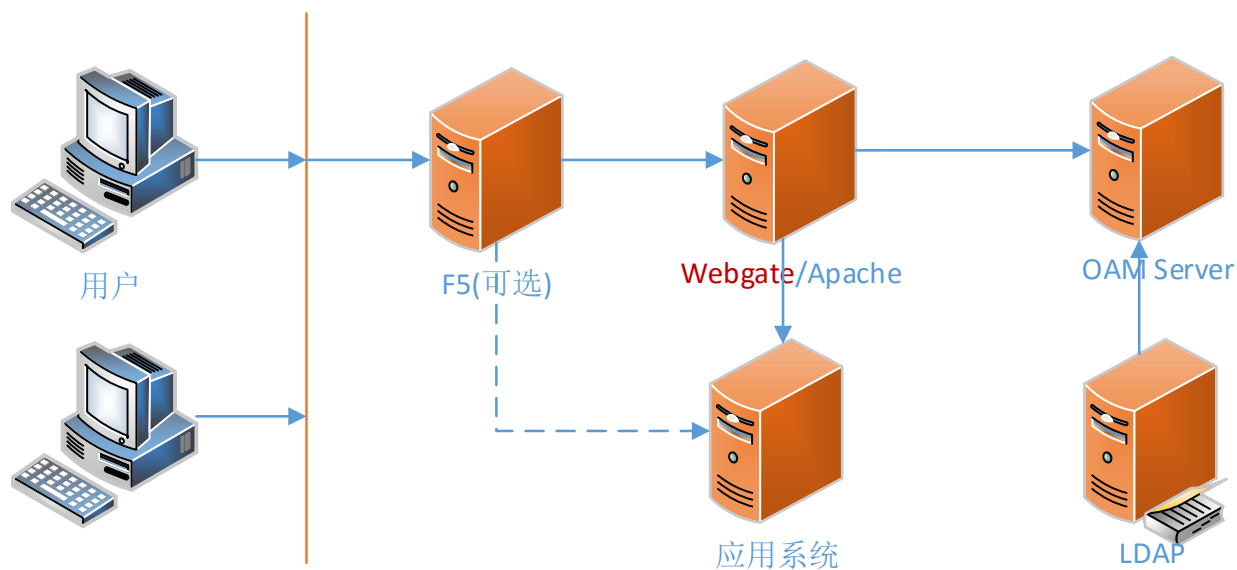 用户
F5(可选)
Webgate/Apache
OAM Server
应用系统
LDAP